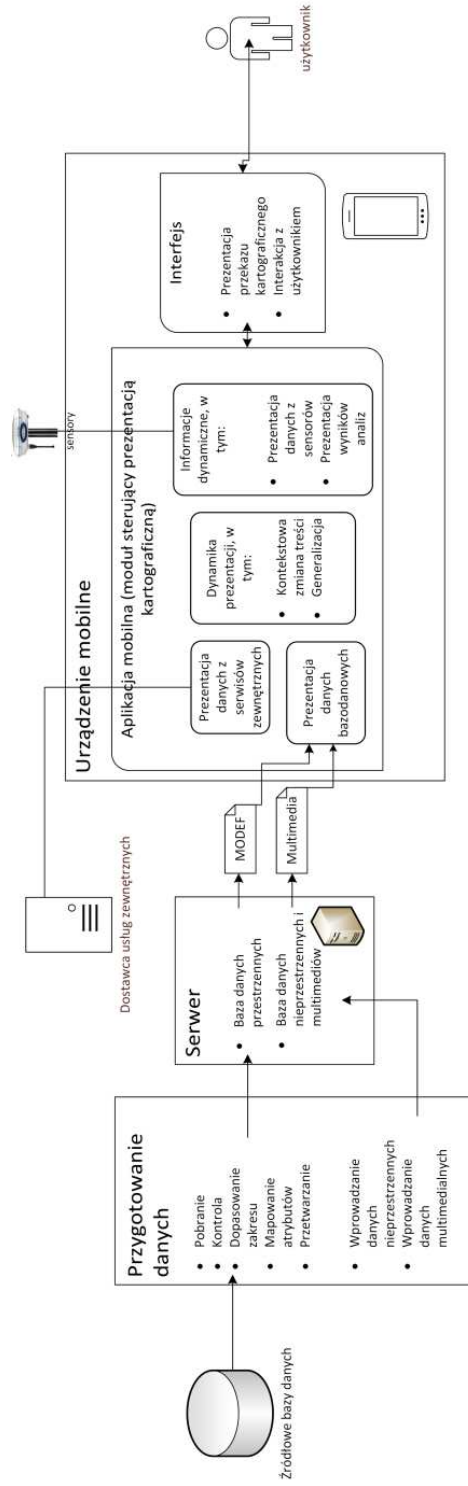 Źródłowe bazy danych
Przygotowanie
danych
Pobranie
Kontrola
Dopasowanie
zakresu
Mapowanie
atrybutów
Przetwarzanie
Wprowadzanie
danych
nieprzestrzennych
Wprowadzanie
danych
multimedialnych
Dostawca usług zewnętrznych
Serwer
Baza danych
przestrzennych
Baza danych
nieprzestrzennych i
multimediów
MODEF
Multimedia
Urządzenie mobilne
Aplikacja mobilna (moduł sterujący prezentacją
kartograficzną)
Prezentacja
danych z
serwisów
zewnętrznych
Prezentacja
danych
bazodanowych
Dynamika
prezentacji, w
tym:
Kontekstowa
zmiana treści
Generalizacja
Informacje
dynamiczne, w
tym:
Prezentacja
danych z
sensorów
Prezentacja
wyników
analiz
sensory
Interfejs
Prezentacja
przekazu
kartograficznego
Interakcja z
użytkownikiem
użytkownik